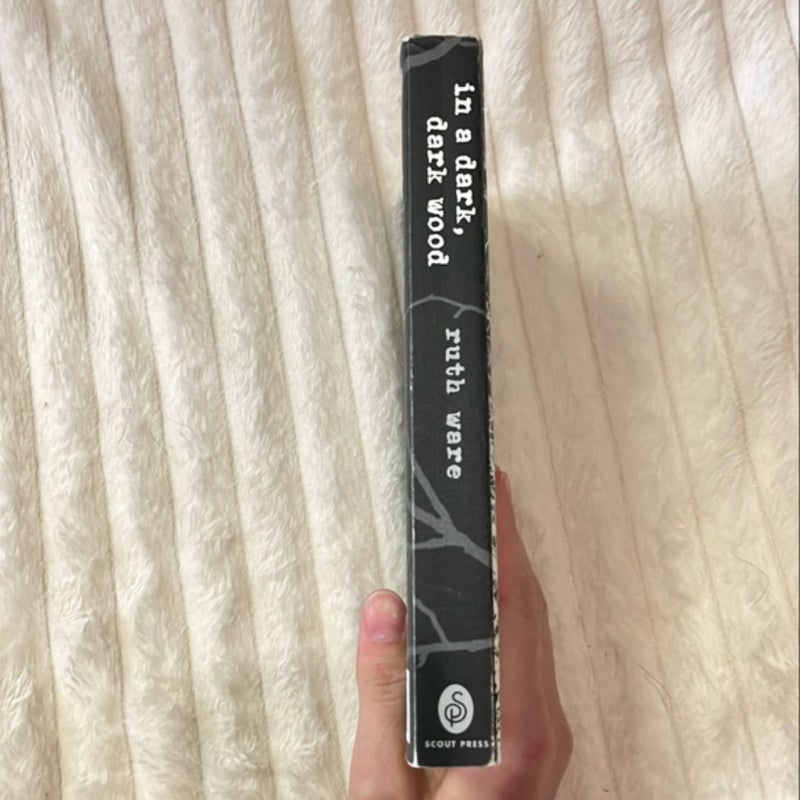 in a dark,
dark wood
ruth ware
SCOUT PRESS